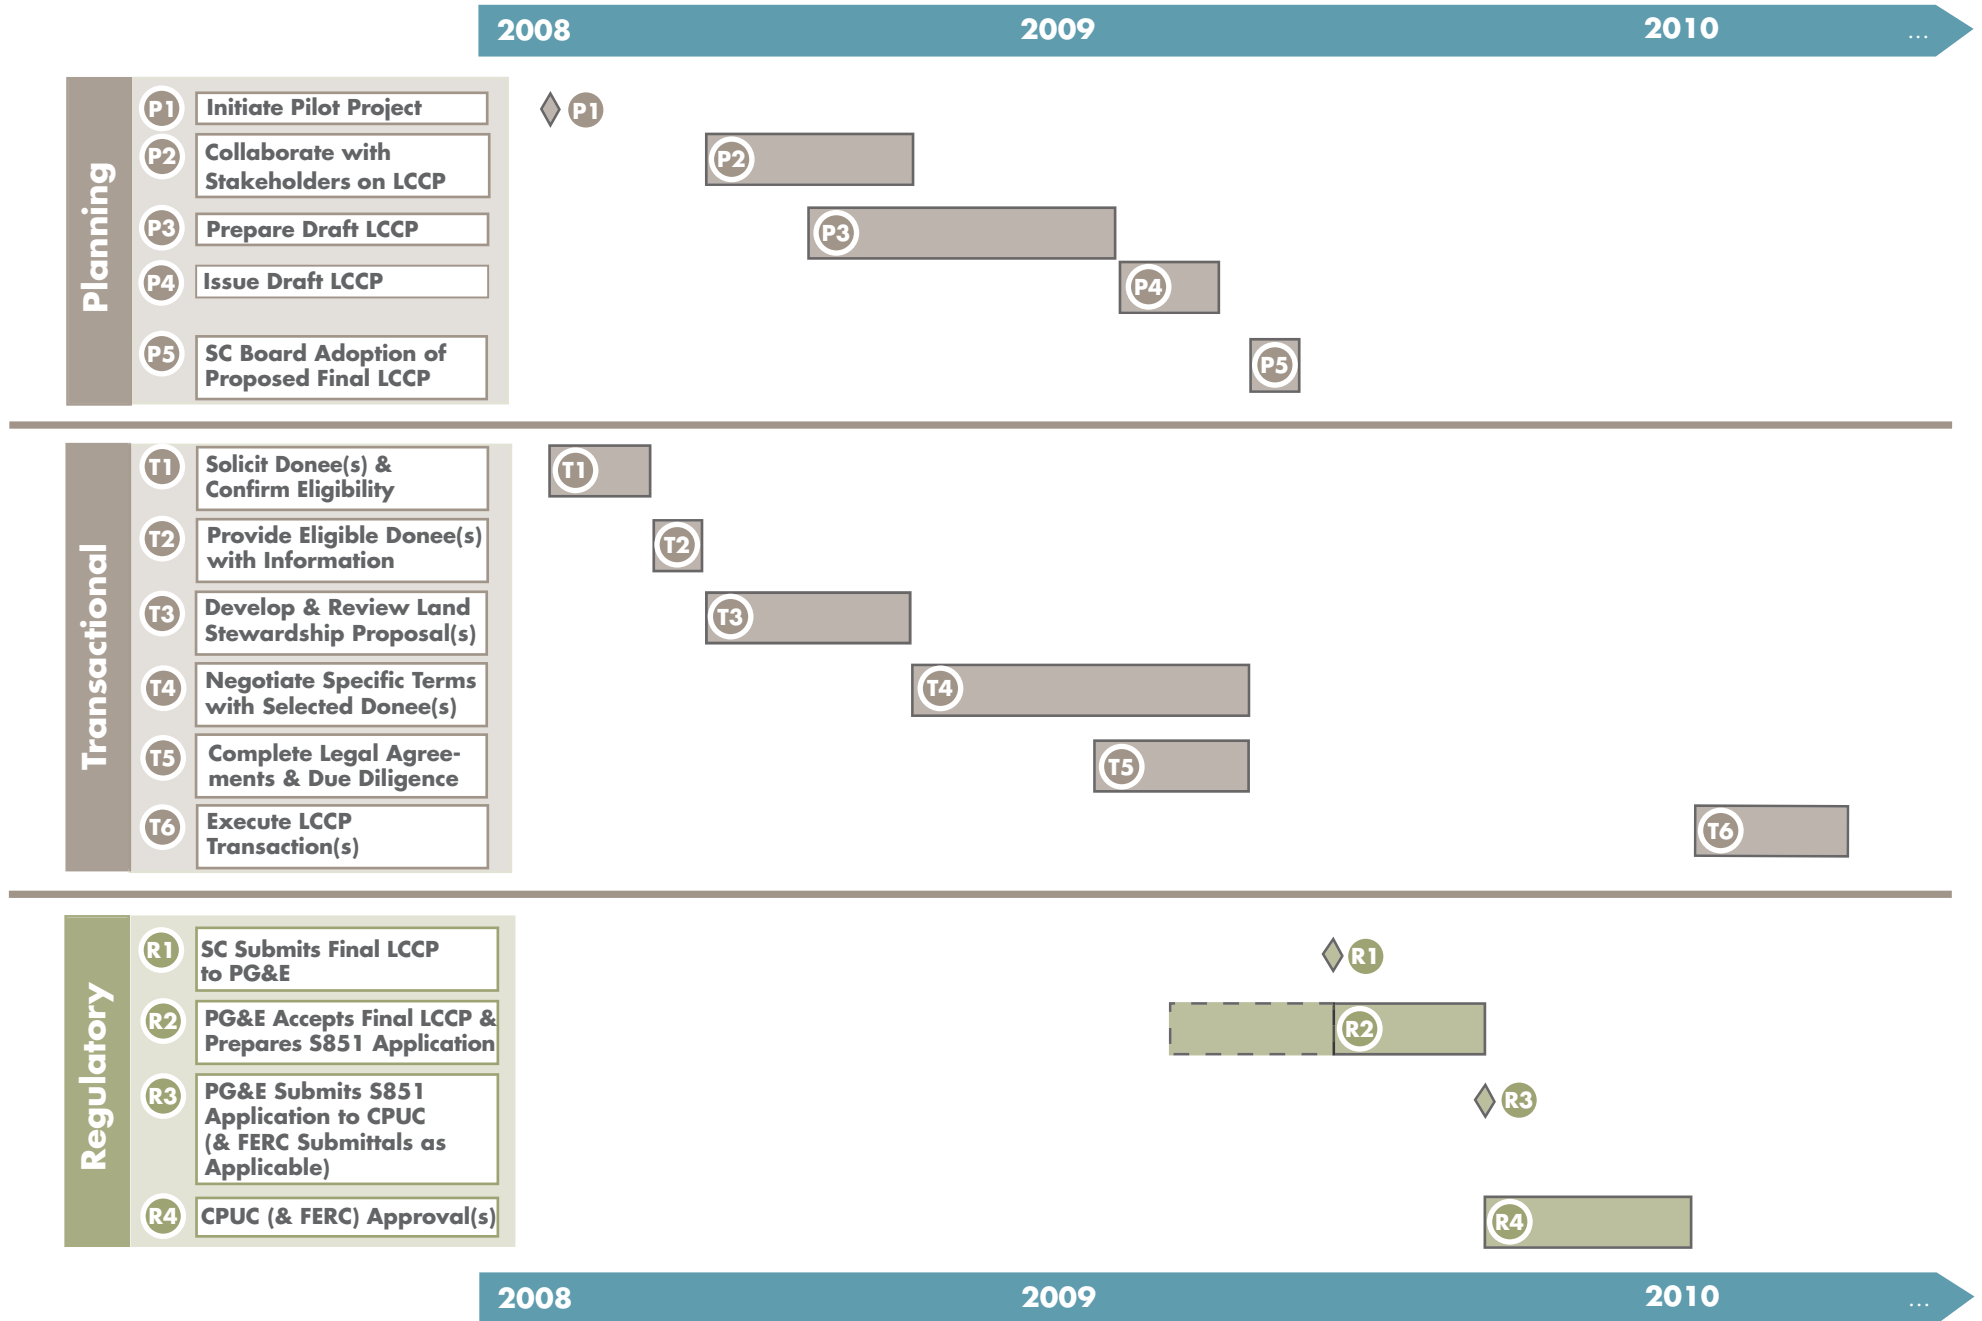 2008 2009 2010 ...
Planning
P1 Initiate Pilot Project
P1
P2 Collaborate with
Stakeholders on LCCP
P2
P3 Prepare Draft LCCP
P3
P4 Issue Draft LCCP
P4
P5 SC Board Adoption of
Proposed Final LCCP
P5
Transactional
T1 Solicit Donee(s) &
Confirm Eligibility
T1
T2 Provide Eligible Donee(s)
with Information
T2
T3 Develop & Review Land
Stewardship Proposal(s)
T3
T4 Negotiate Specific Terms
with Selected Donee(s)
T4
T5 Complete Legal Agree-
ments & Due Diligence
T5
T6 Execute LCCP
Transaction(s)
T6
Regulatory
R1 SC Submits Final LCCP
to PG&E
R1
R2 PG&E Accepts Final LCCP &
Prepares S851 Application
R2
R3 PG&E Submits S851
Application to CPUC
(& FERC Submittals as
Applicable)
R3
R4 CPUC (& FERC) Approval(s)
R4
2008 2009 2010 ...